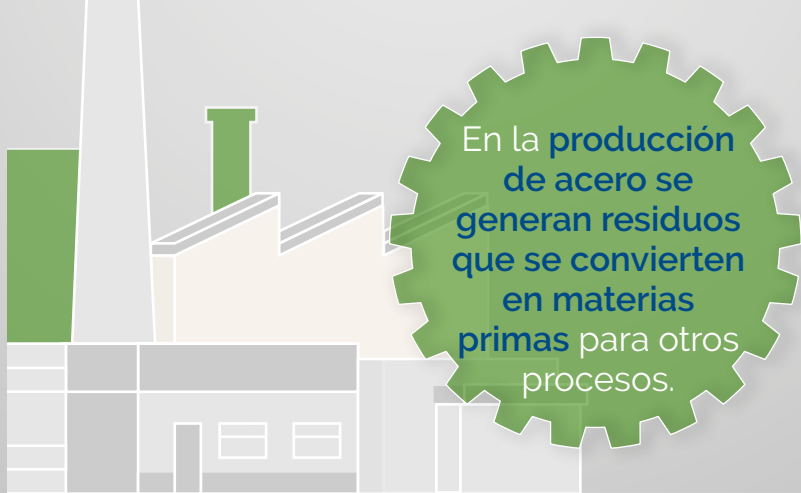 En la producción
de acero se
generan residuos
que se convierten
en materias
primas para otros
procesos.